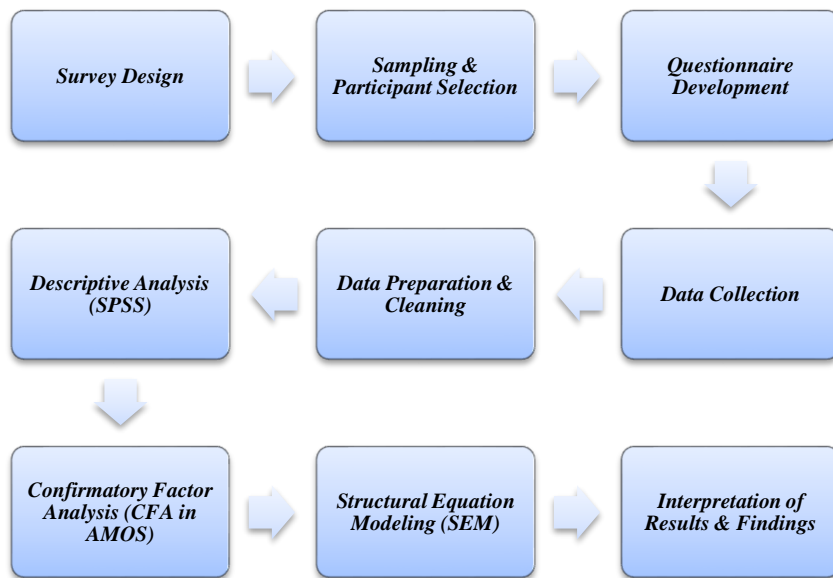 Survey Design
Sampling &
Participant Selection
Questionnaire
Development
Data Collection
Data Preparation &
Cleaning
Descriptive Analysis
(SPSS)
Confirmatory Factor
Analysis (CFA in
AMOS)
Structural Equation
Modeling (SEM)
Interpretation of
Results & Findings